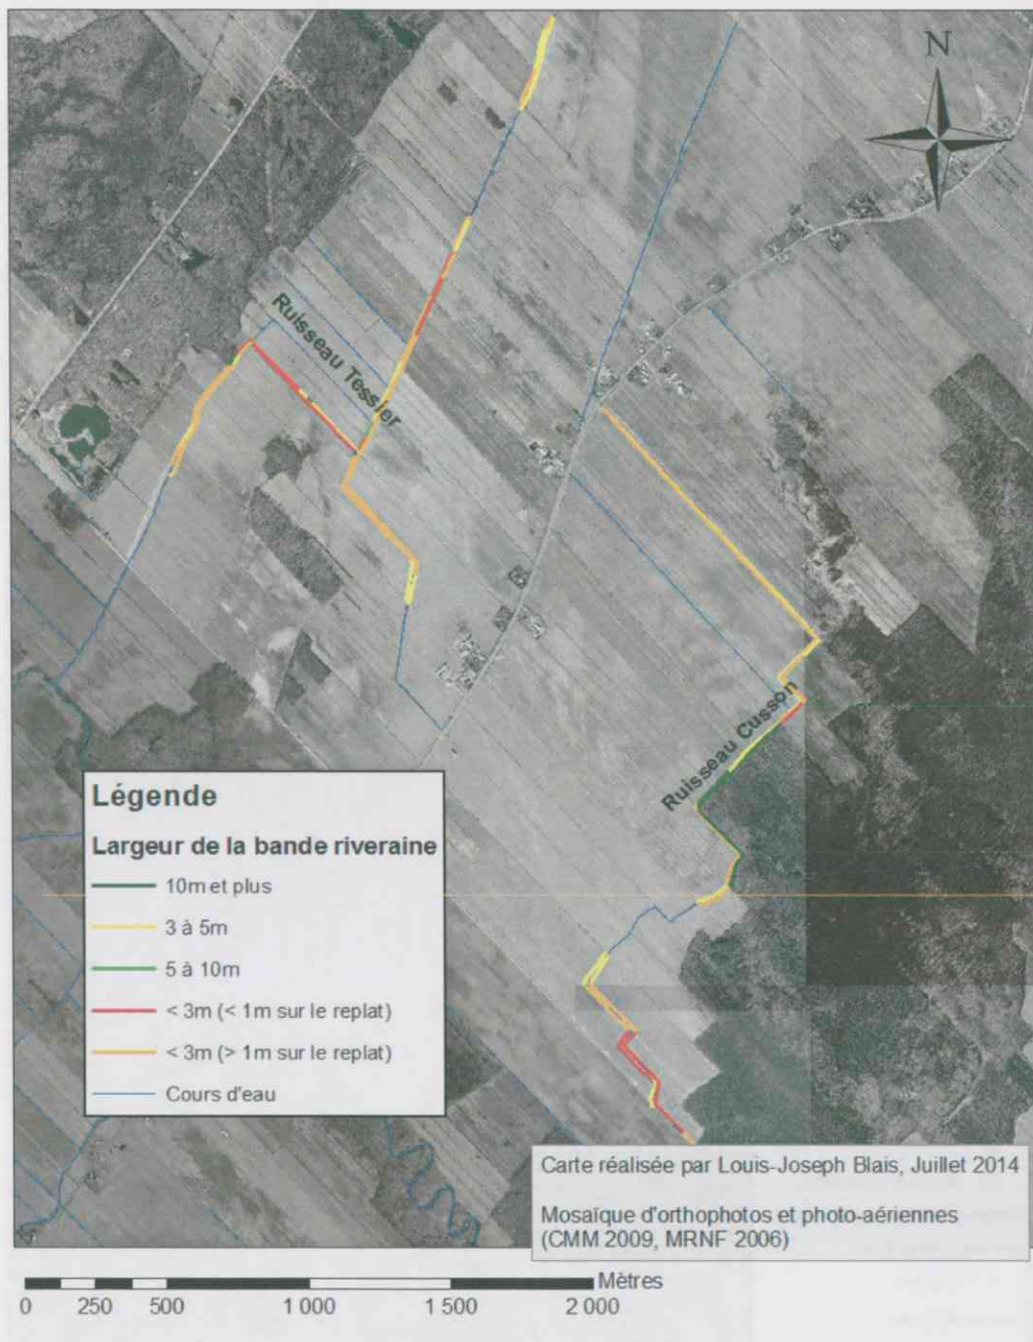 N
Ruisseau Tessier
Ruisseau Cusson
Légende
Largeur de la bande riveraine
10m et plus
3 à 5m
5 à 10m
< 3m (< 1m sur le replat)
< 3m (> 1m sur le replat)
Cours d'eau
Carte réalisée par Louis-Joseph Blais, Juillet 2014
Mosaïque d'orthophotos et photo-aériennes
(CMM 2009, MRNF 2006)
Mètres
0 250 500 1 000 1 500 2 000